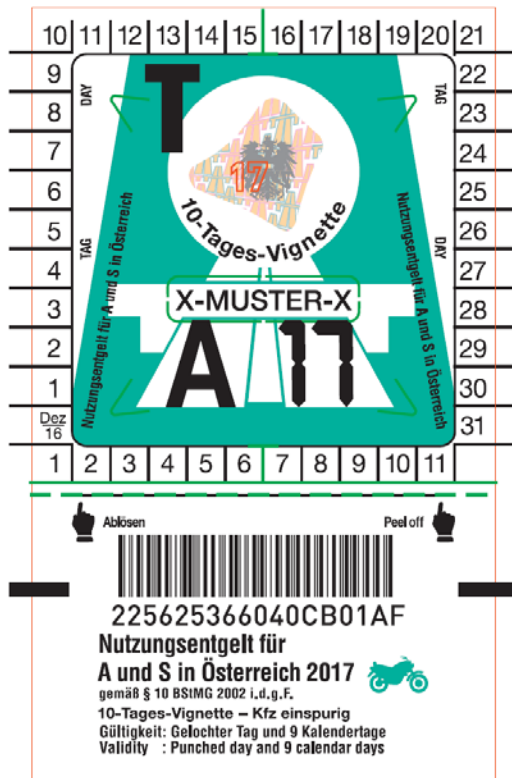 10 11 12 13 14 15 16 17 18 19 20 21
9 22
8 23
7 24
6 25
5 26
4 27
3 28
2 29
1 30
Dez
16
31
1 2 3 4 5 6 7 8 9 10 11
DAY
TAG
TAG
DAY
T
17
10-Tages-Vignette
Nutzungsentgelt für A und S in Österreich
Nutzungsentgelt für A und S in Österreich
X-MUSTER-X
A 17
Ablösen Peel off
225625366040CB01AF
Nutzungsentgelt für
A und S in Österreich 2017
gemäß § 10 BStMG 2002 i.d.g.F.
10-Tages-Vignette – Kfz einspurig
Gültigkeit: Gelochter Tag und 9 Kalendertage
Validity : Punched day and 9 calendar days